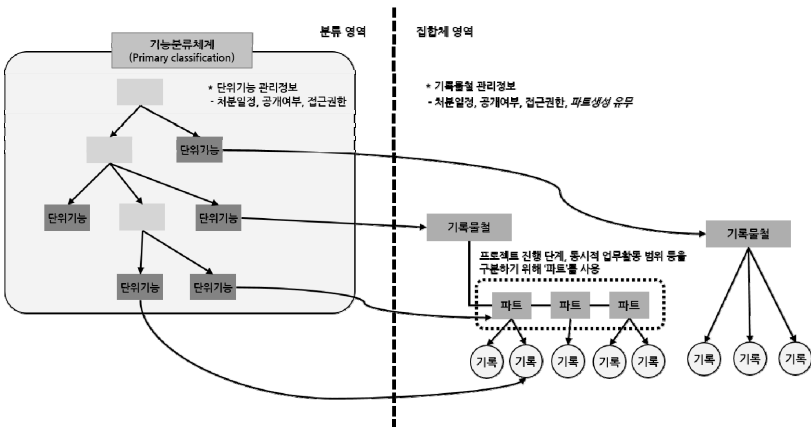 분류 영역
집합체 영역
기능분류체계
(Primary classification)
* 단위기능 관리정보
- 처분일정, 공개여부, 접근권한
* 기록물철 관리정보
- 처분일정, 공개여부, 접근권한, 파트생성 유무
단위기능
단위기능
단위기능
기록물철
기록물철
프로젝트 진행 단계, 동시적 업무활동 범위 등을
구분하기 위해 '파트'를 사용
단위기능
단위기능
파트
파트
파트
기록
기록
기록
기록
기록
기록
기록
기록